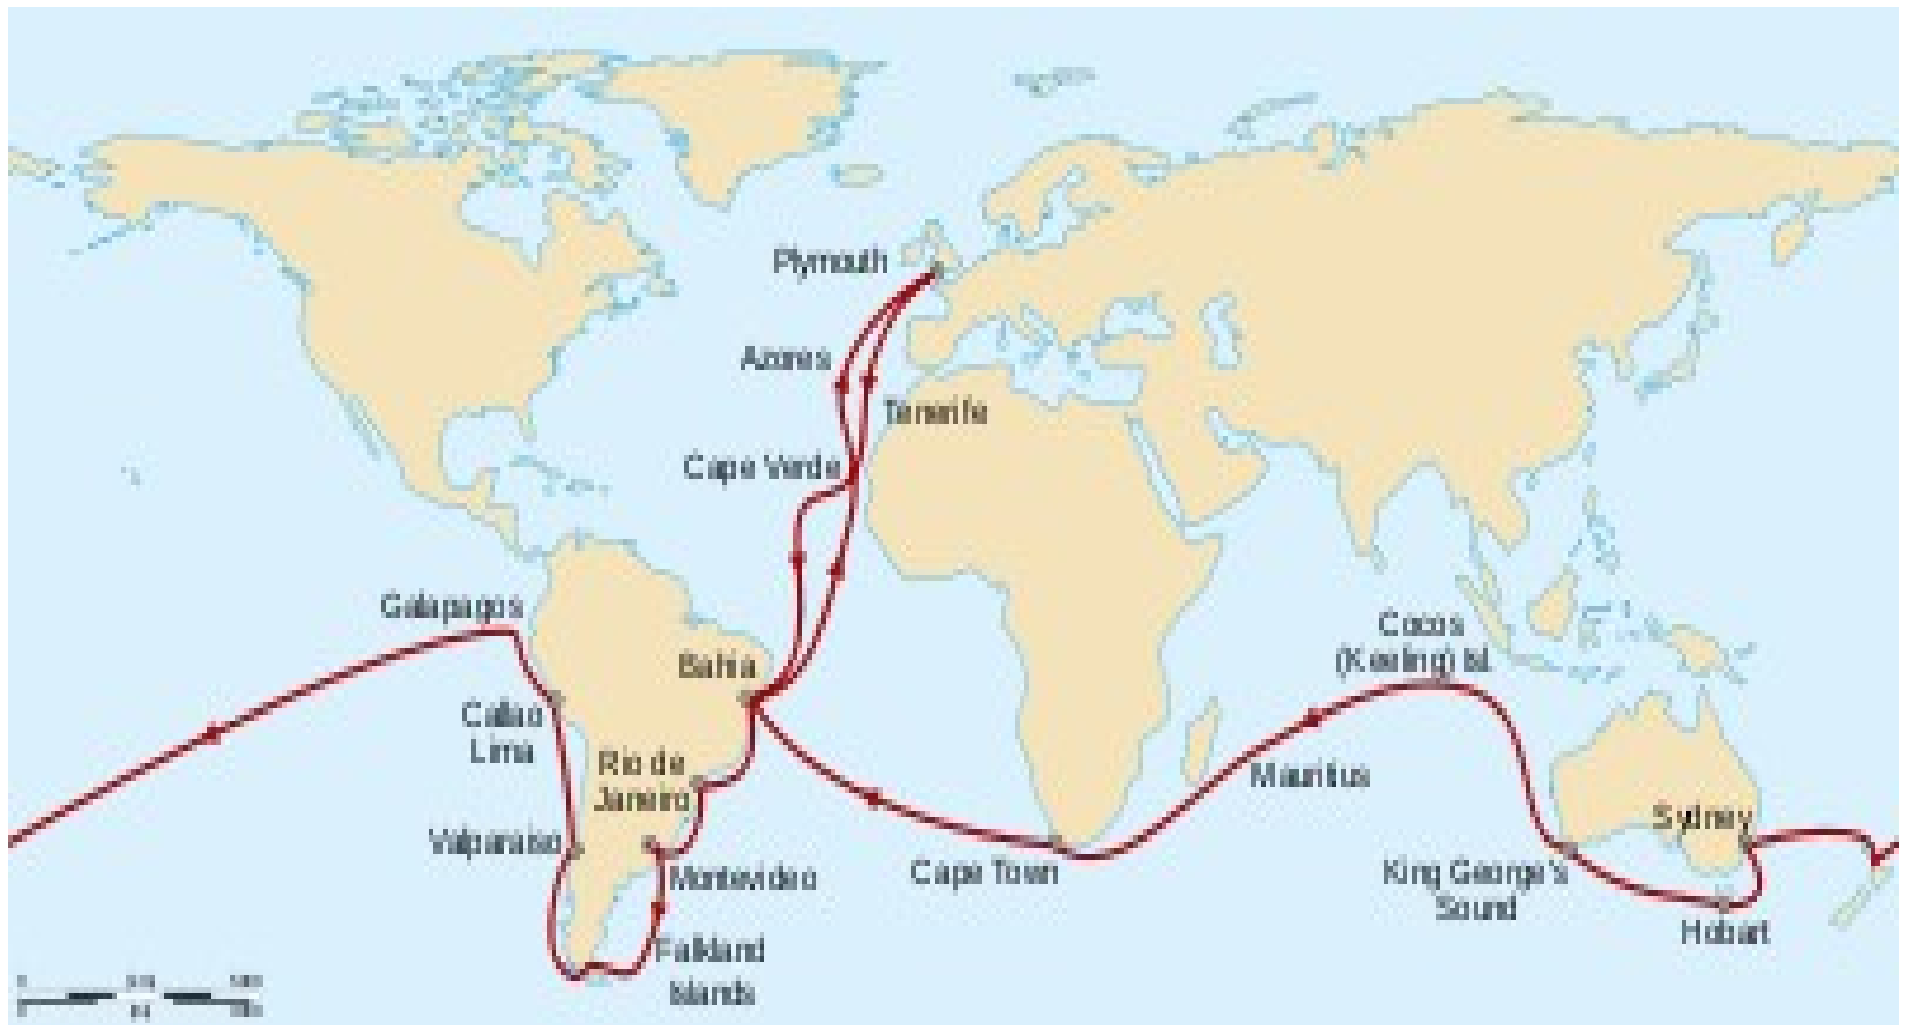 Plymouth
Azores
Tenerife
Cape Verde
Galapagos
Cocos
(Keeling) Isl.
Bahia
Callao
Lima
Rio de
Janeiro
Mauritius
Sydney
Valparaiso
Montevideo
Cape Town
King George's
Sound
Hobart
Falkland
Islands